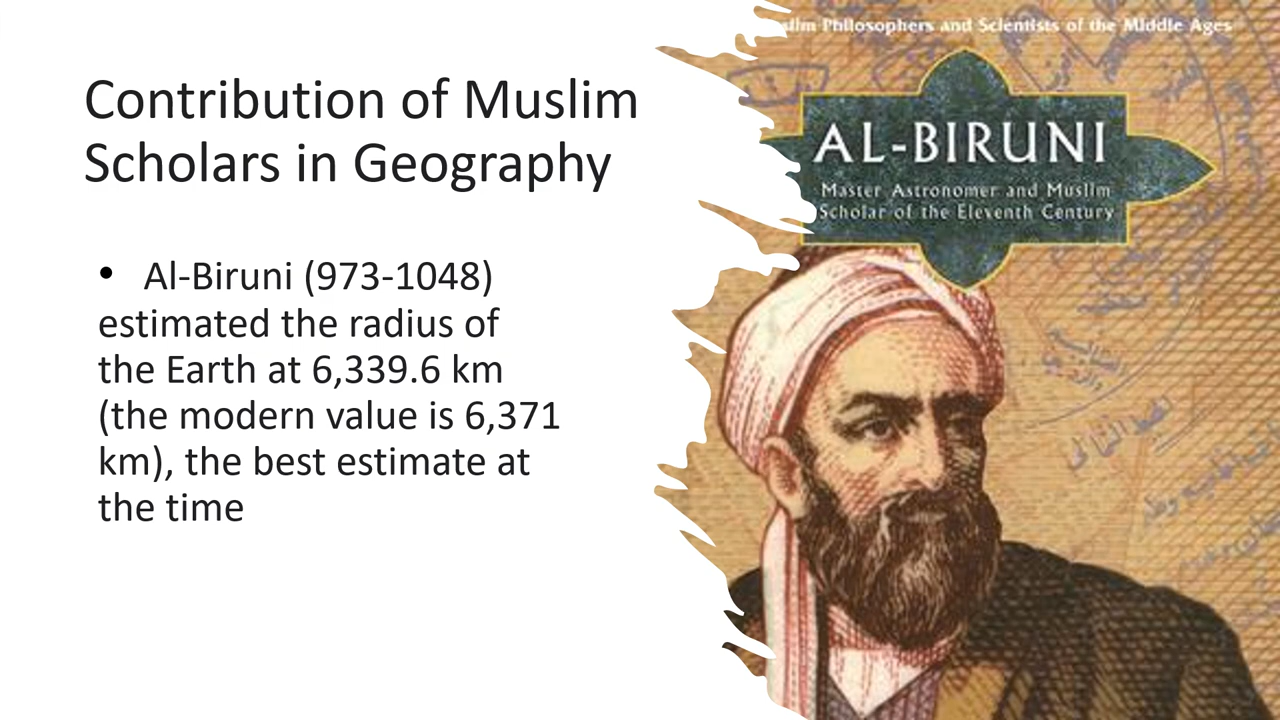 Contribution of Muslim
Scholars in Geography
• Al-Biruni (973-1048)
estimated the radius of
the Earth at 6,339.6 km
(the modern value is 6,371
km), the best estimate at
the time
Philosophers and Scientists of the Middle Ages
AL-BIRUNI
Master Astronomer and Muslim
Scholar of the Eleventh Century